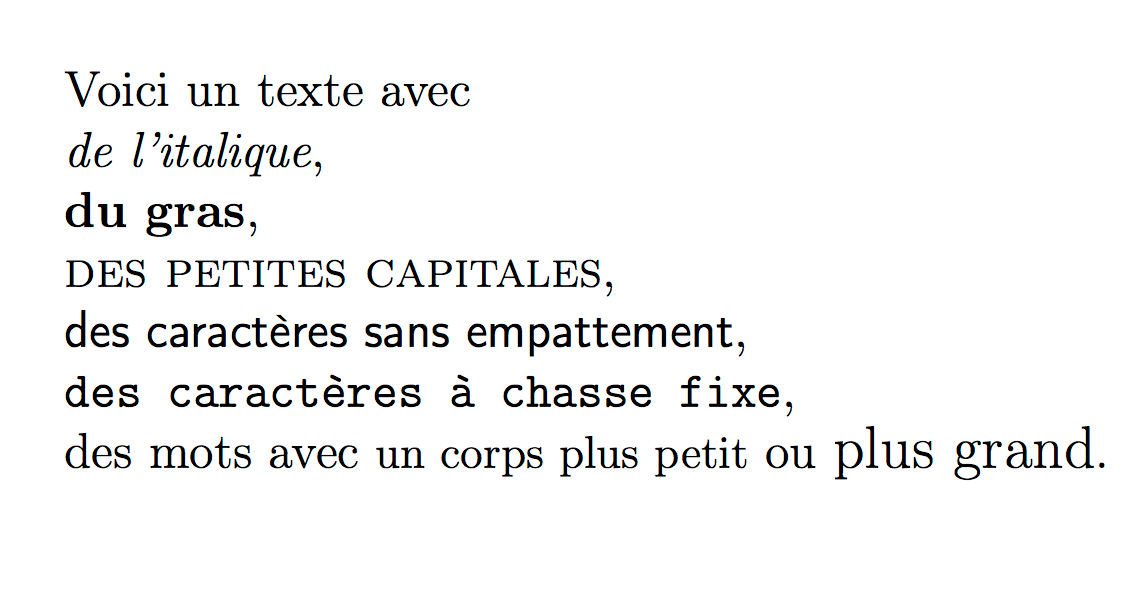 Voici un texte avec
de l’italique,
du gras,
DES PETITES CAPITALES,
des caractères sans empattement,
des caractères à chasse fixe,
des mots avec un corps plus petit ou plus grand.